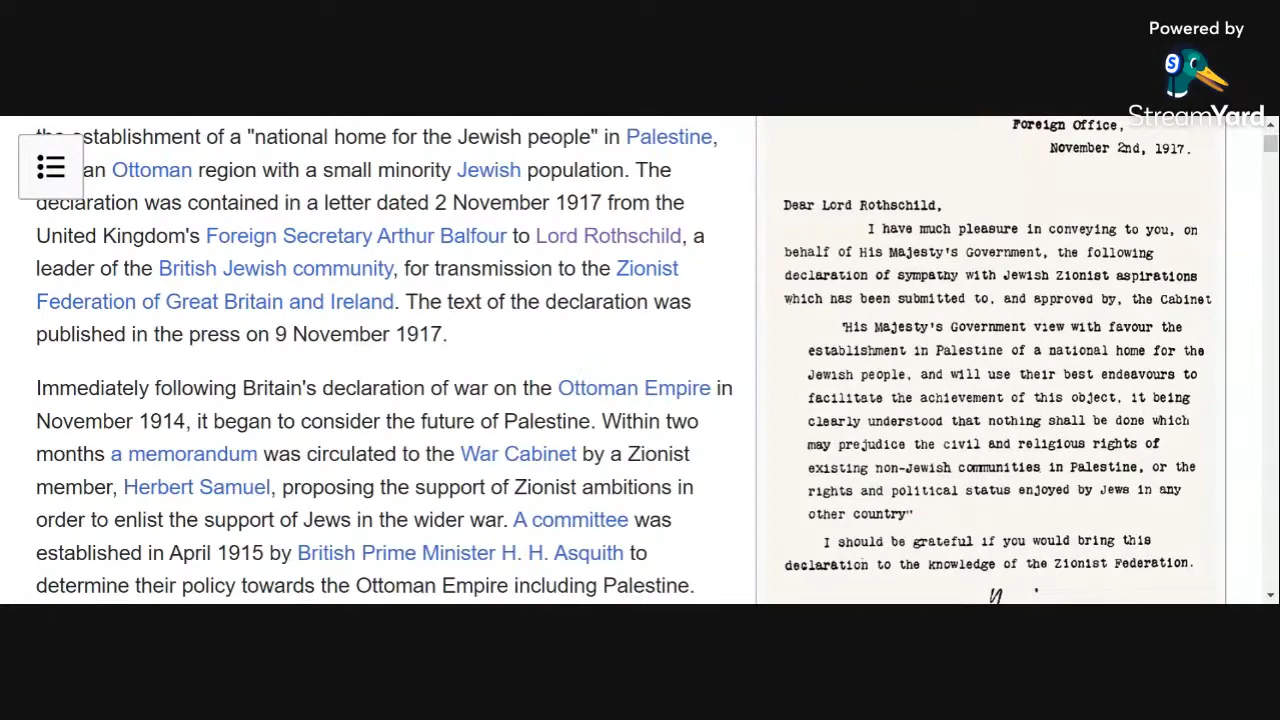 Powered by
S
StreamYard
the establishment of a "national home for the Jewish people" in Palestine,
an Ottoman region with a small minority Jewish population. The
declaration was contained in a letter dated 2 November 1917 from the
United Kingdom's Foreign Secretary Arthur Balfour to Lord Rothschild, a
leader of the British Jewish community, for transmission to the Zionist
Federation of Great Britain and Ireland. The text of the declaration was
published in the press on 9 November 1917.
Immediately following Britain's declaration of war on the Ottoman Empire in
November 1914, it began to consider the future of Palestine. Within two
months a memorandum was circulated to the War Cabinet by a Zionist
member, Herbert Samuel, proposing the support of Zionist ambitions in
order to enlist the support of Jews in the wider war. A committee was
established in April 1915 by British Prime Minister H. H. Asquith to
determine their policy towards the Ottoman Empire including Palestine.
Foreign Office,
November 2nd, 1917.
Dear Lord Rothschild,
I have much pleasure in conveying to you, on
behalf of His Majesty's Government, the following
declaration of sympathy with Jewish Zionist aspirations
which has been submitted to, and approved by, the Cabinet
"His Majesty's Government view with favour the
establishment in Palestine of a national home for the
Jewish people, and will use their best endeavours to
facilitate the achievement of this object, it being
clearly understood that nothing shall be done which
may prejudice the civil and religious rights of
existing non-Jewish communities in Palestine, or the
rights and political status enjoyed by Jews in any
other country"
I should be grateful if you would bring this
declaration to the knowledge of the Zionist Federation.